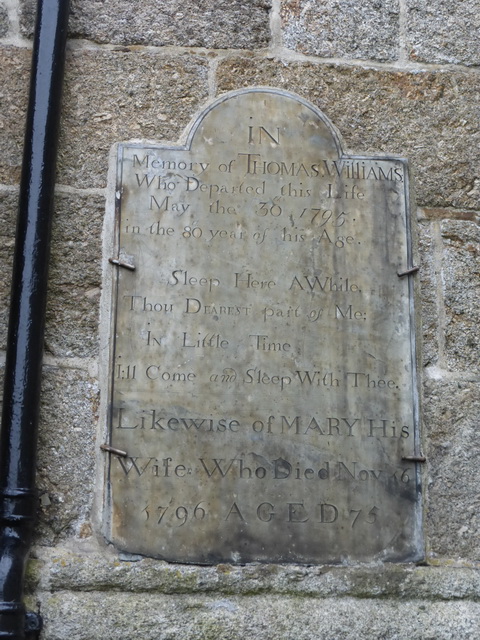 IN
Memory of THOMAS WILLIAMS
Who Departed this Life
May the 30 1795.
in the 80 year of his Age.
Sleep Here AWhile
Thou DEAREST part of Me:
In Little Time
I:ll Come and Sleep With Thee.
Likewise of MARY His
Wife: Who Died Nov
1796 AGED 75